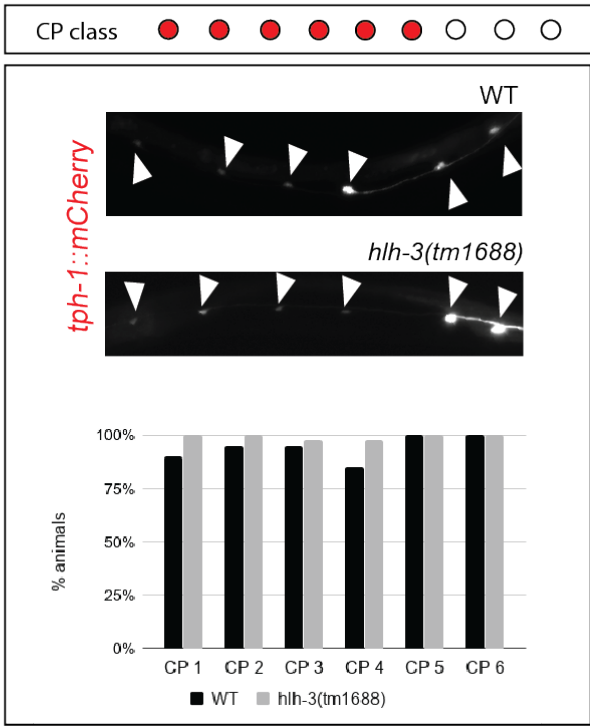 CP class
WT
tph-1::mCherry
hlh-3(tm1688)
100%
75%
50%
25%
0%
% animals
CP 1 CP 2 CP 3 CP 4 CP 5 CP 6
WT hlh-3(tm1688)